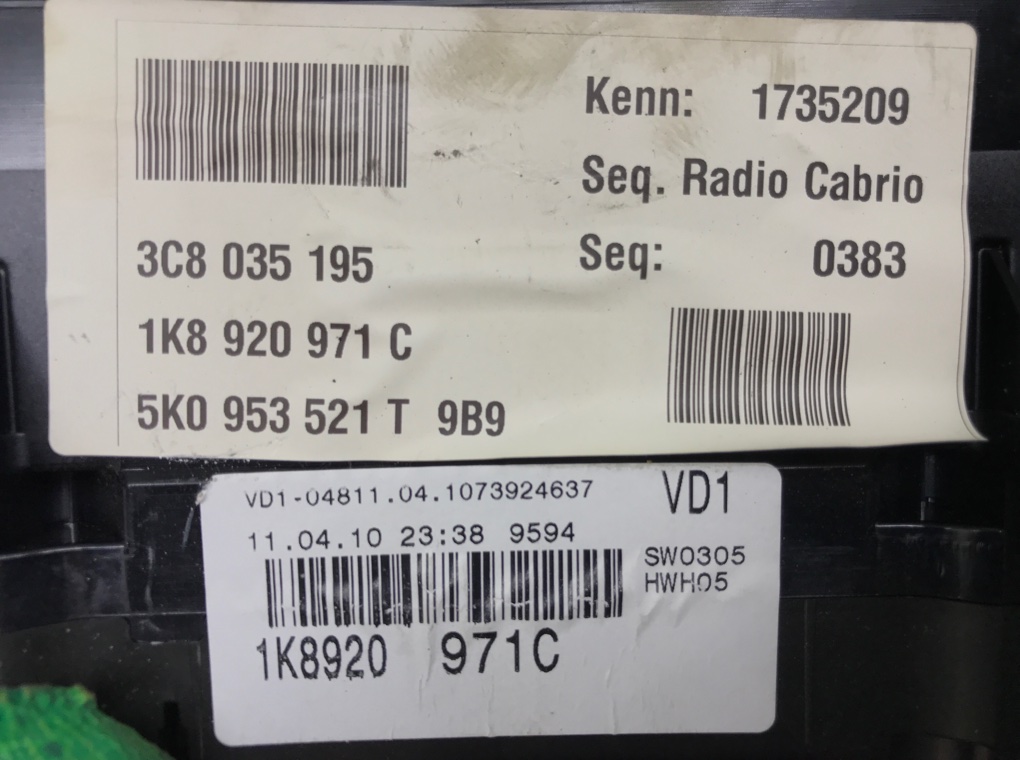 Kenn: 1735209
Seq. Radio Cabrio
3C8 035 195
Seq: 0383
1K8 920 971 C
5K0 953 521 T 9B9
VD1-04811.04.1073924637
VD1
11.04.10 23:38 9594
SW0305
HWH05
1K8920 971C